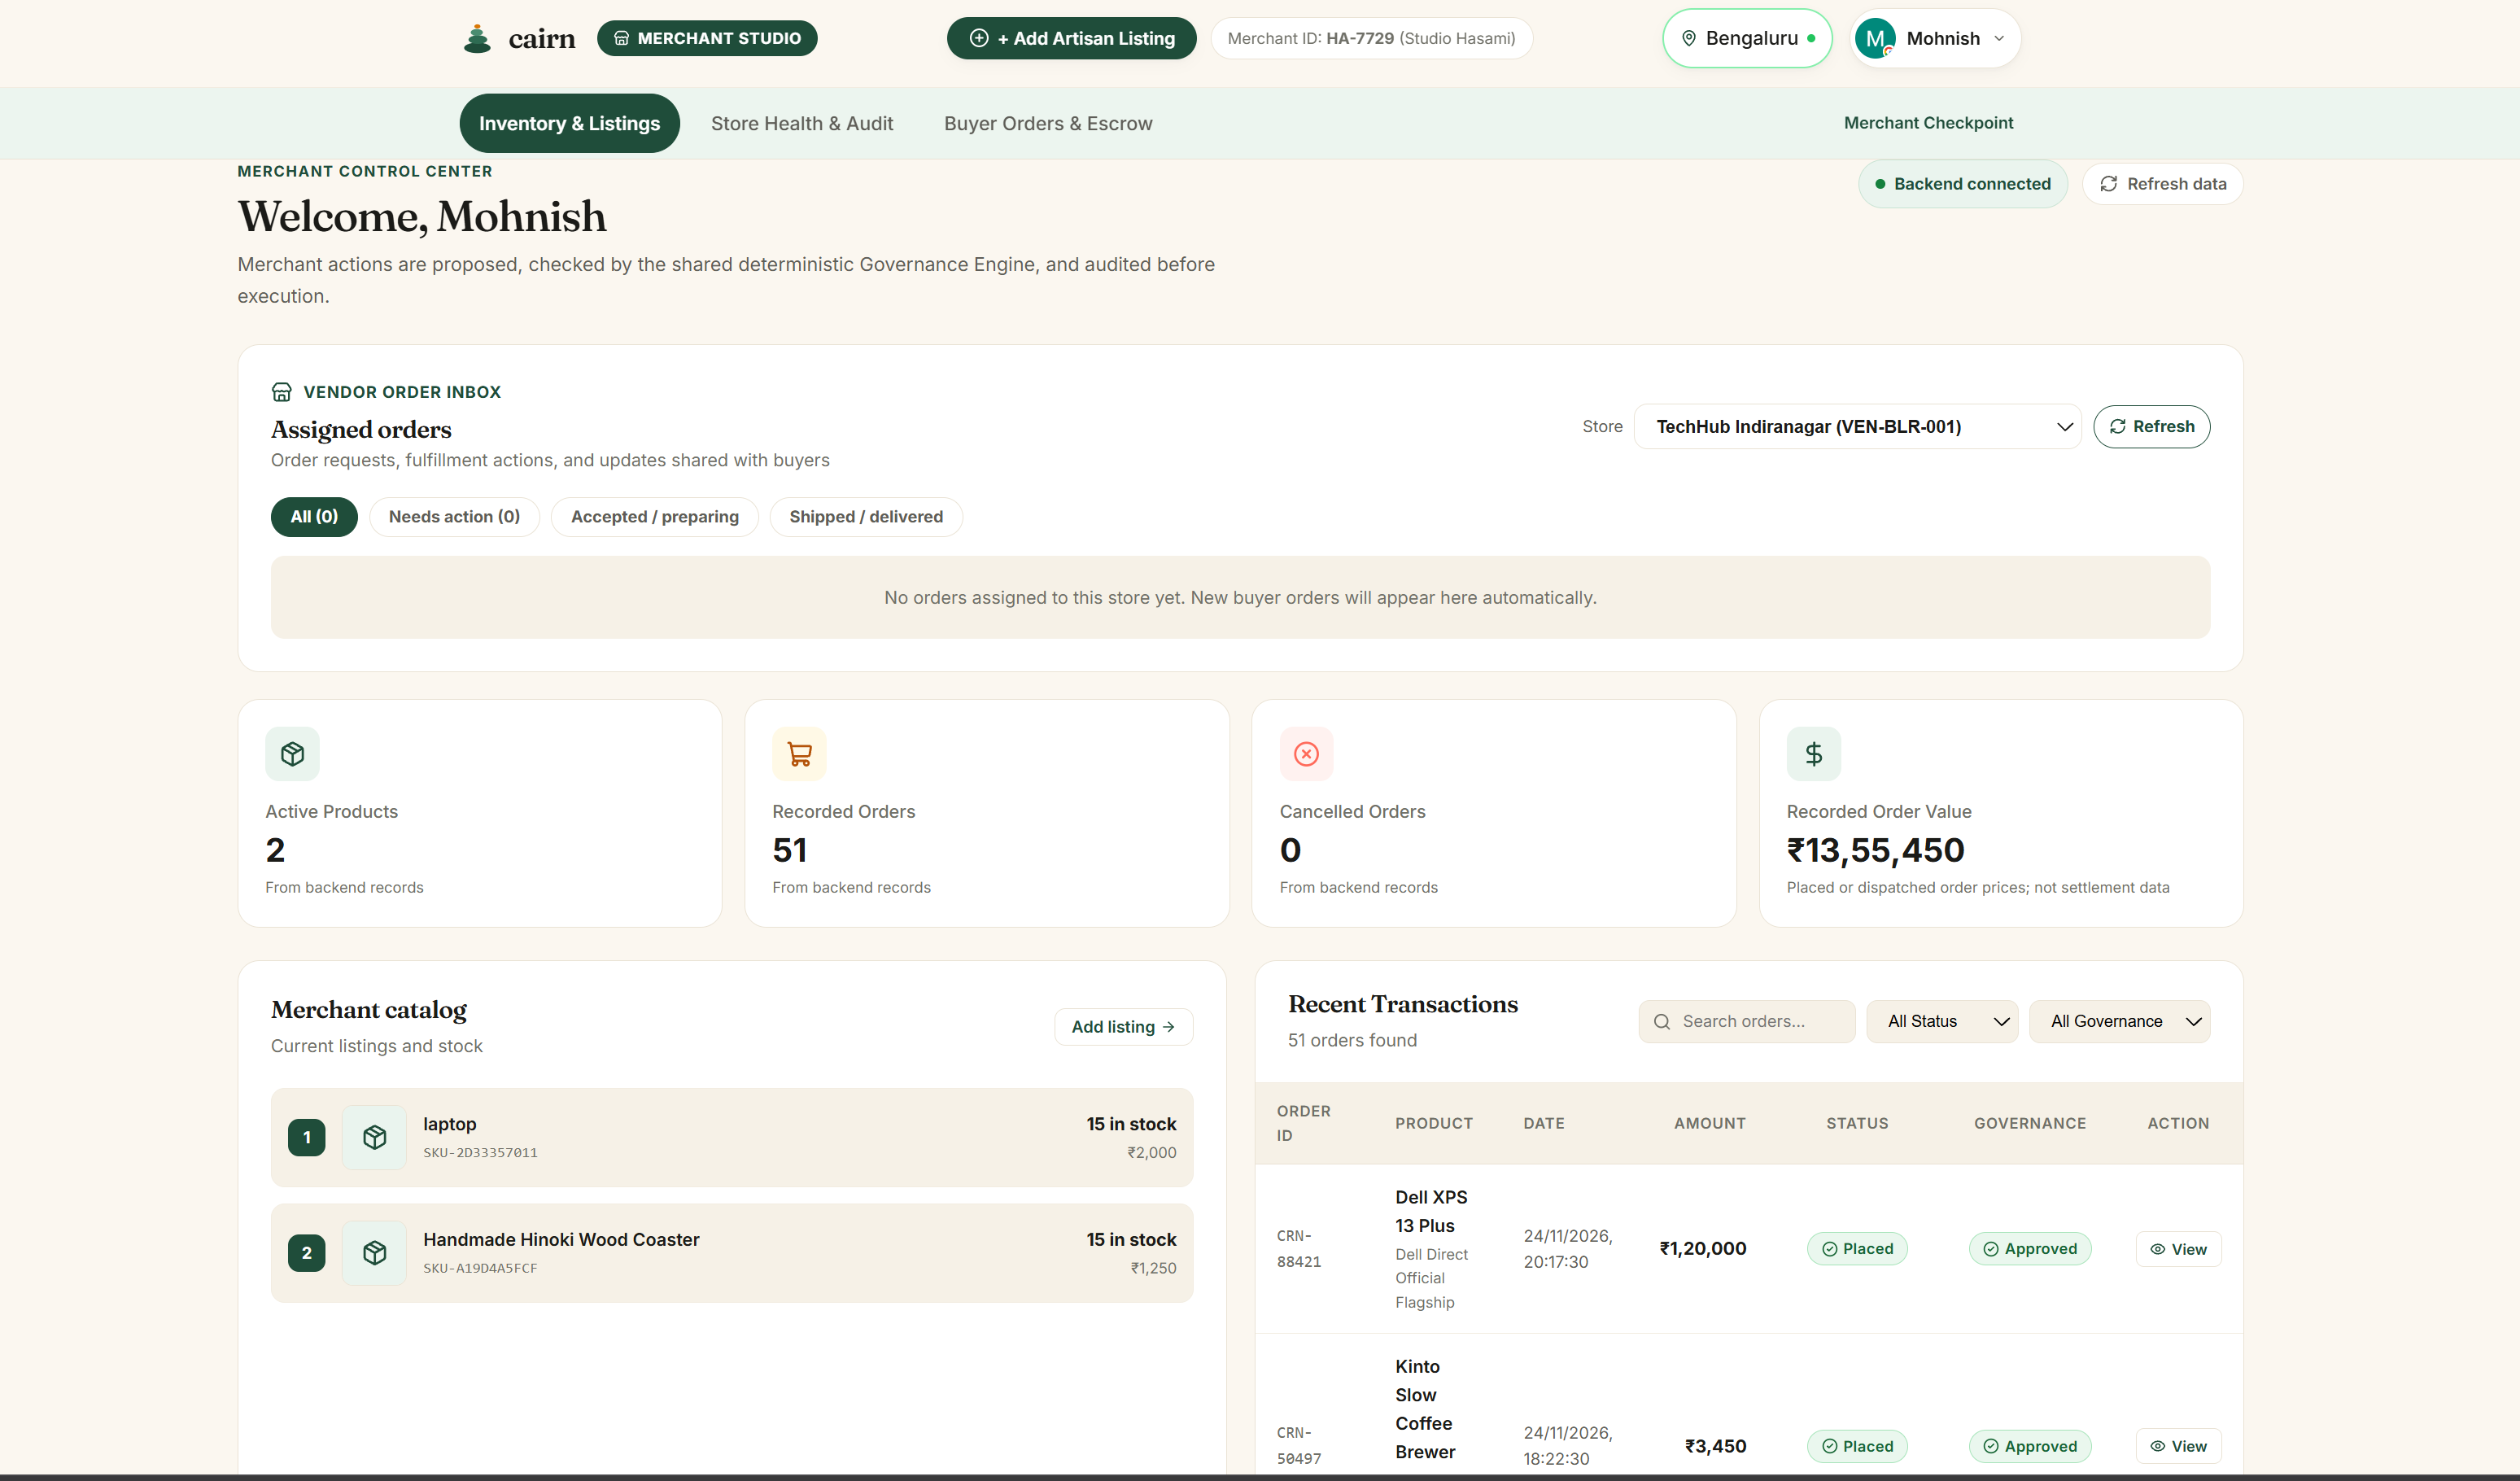 cairn
MERCHANT STUDIO
+ Add Artisan Listing
Merchant ID: HA-7729 (Studio Hasami)
Bengaluru
M
Mohnish
Inventory & Listings
Store Health & Audit
Buyer Orders & Escrow
Merchant Checkpoint
MERCHANT CONTROL CENTER
Backend connected
Refresh data
Welcome, Mohnish
Merchant actions are proposed, checked by the shared deterministic Governance Engine, and audited before
execution.
VENDOR ORDER INBOX
Assigned orders
Order requests, fulfillment actions, and updates shared with buyers
Store
TechHub Indiranagar (VEN-BLR-001)
Refresh
All (0)
Needs action (0)
Accepted / preparing
Shipped / delivered
No orders assigned to this store yet. New buyer orders will appear here automatically.
Active Products
2
From backend records
Recorded Orders
51
From backend records
Cancelled Orders
0
From backend records
Recorded Order Value
₹13,55,450
Placed or dispatched order prices; not settlement data
Merchant catalog
Current listings and stock
Add listing →
1
laptop
SKU-2D33357011
15 in stock
₹2,000
2
Handmade Hinoki Wood Coaster
SKU-A19D4A5FCF
15 in stock
₹1,250
Recent Transactions
51 orders found
Search orders...
All Status
All Governance
ORDER
ID
PRODUCT
DATE
AMOUNT
STATUS
GOVERNANCE
ACTION
CRN-
88421
Dell XPS
13 Plus
Dell Direct
Official
Flagship
24/11/2026,
20:17:30
₹1,20,000
Placed
Approved
View
CRN-
50497
Kinto
Slow
Coffee
Brewer
24/11/2026,
18:22:30
₹3,450
Placed
Approved
View